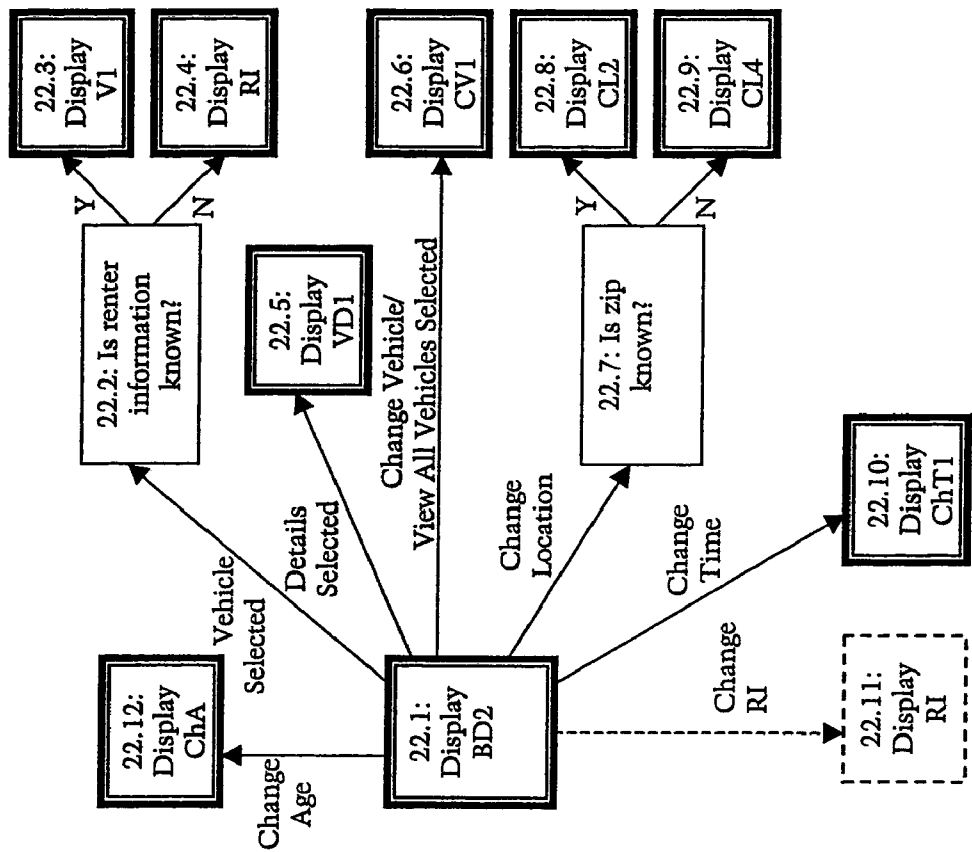 22.12:
Display
ChA
Change
Age
22.1:
Display
BD2
Vehicle
Selected
22.2: Is renter
information
known?
Y
N
22.3:
Display
V1
22.4:
Display
RI
Details
Selected
22.5:
Display
VD1
Change Vehicle/
View All Vehicles Selected
22.6:
Display
CV1
Change
Location
22.7: Is zip
known?
Y
N
22.8:
Display
CL2
22.9:
Display
CL4
Change
Time
22.10:
Display
ChT1
Change
RI
22.11:
Display
RI